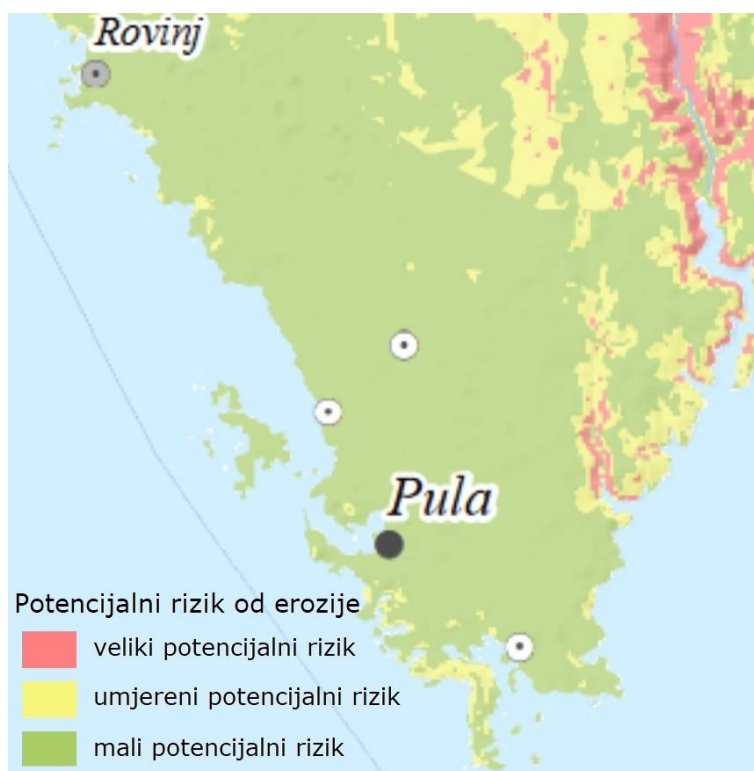 Rovinj
Pula
Potencijalni rizik od erozije
veliki potencijalni rizik
umjereni potencijalni rizik
mali potencijalni rizik